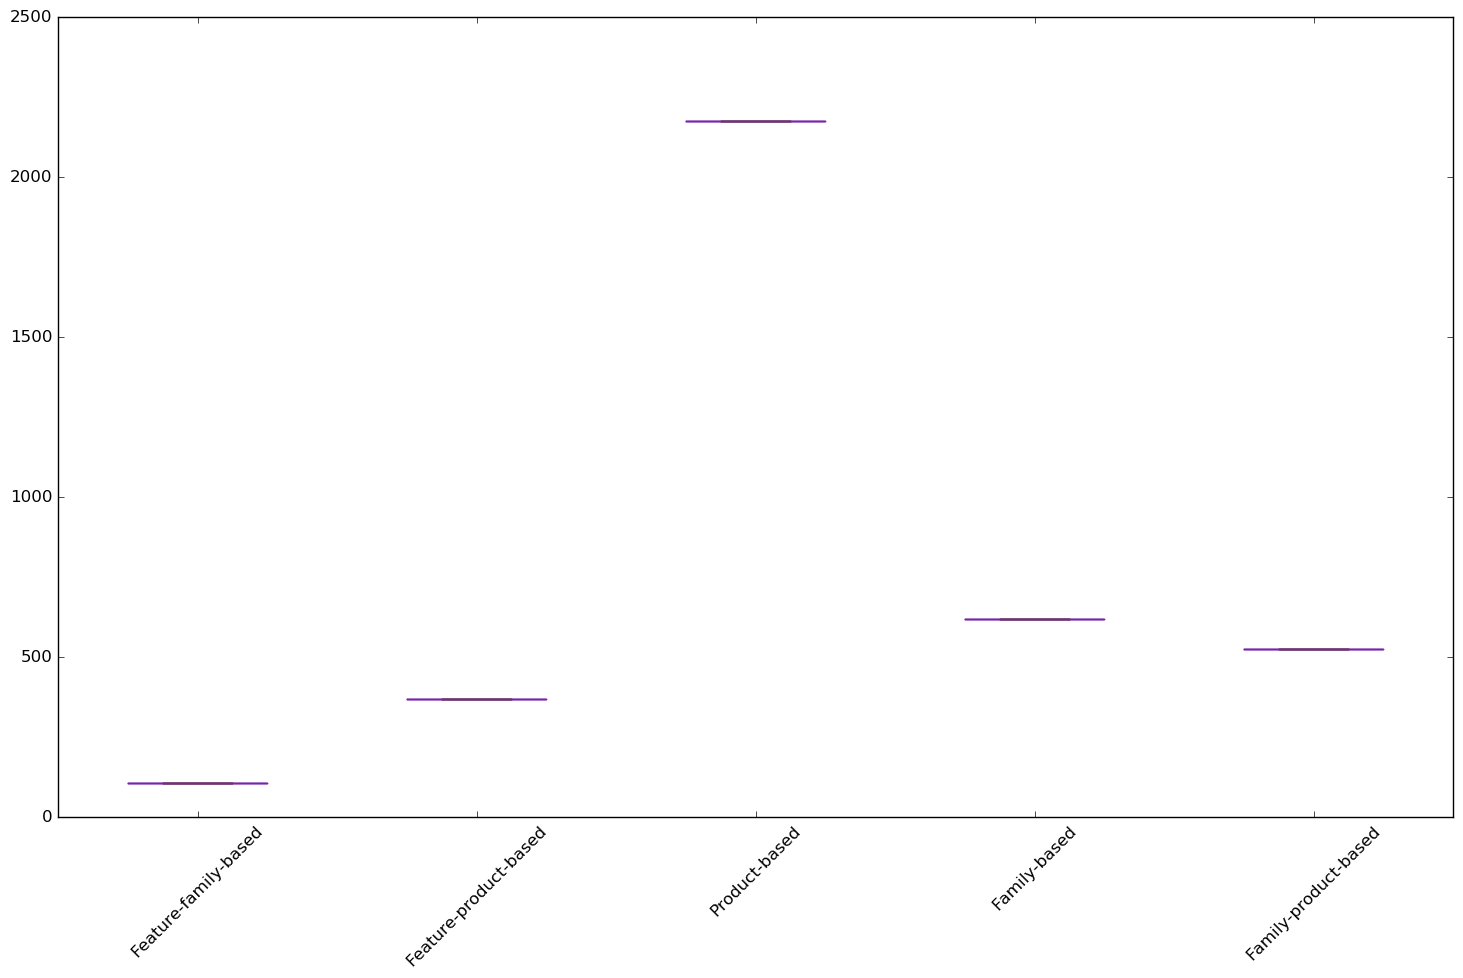 2500
2000
1500
1000
500
0
Feature-family-based
Feature-product-based
Product-based
Family-based
Family-product-based